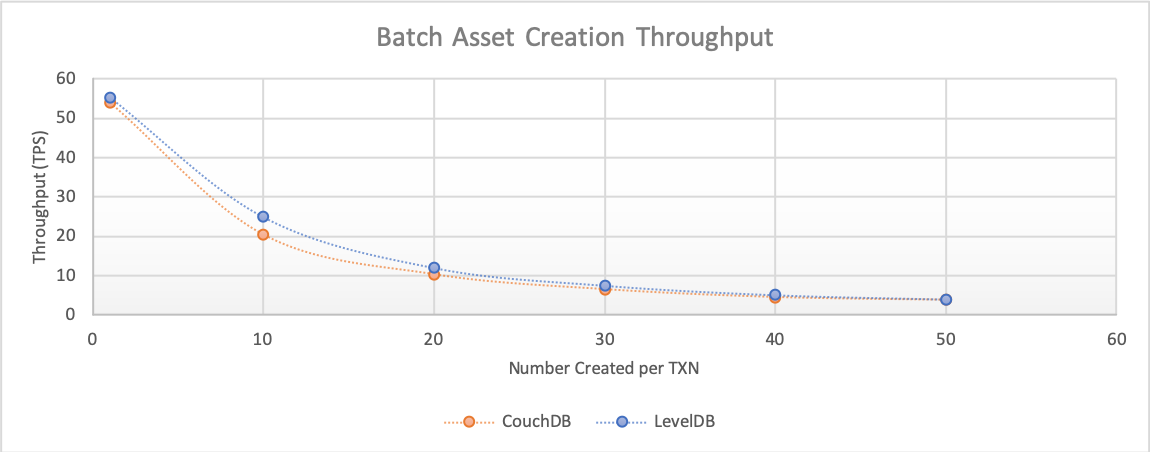 Batch Asset Creation Throughput
60
50
40
30
20
10
0
Throughput (TPS)
0 10 20 30 40 50 60
Number Created per TXN
CouchDB LevelDB